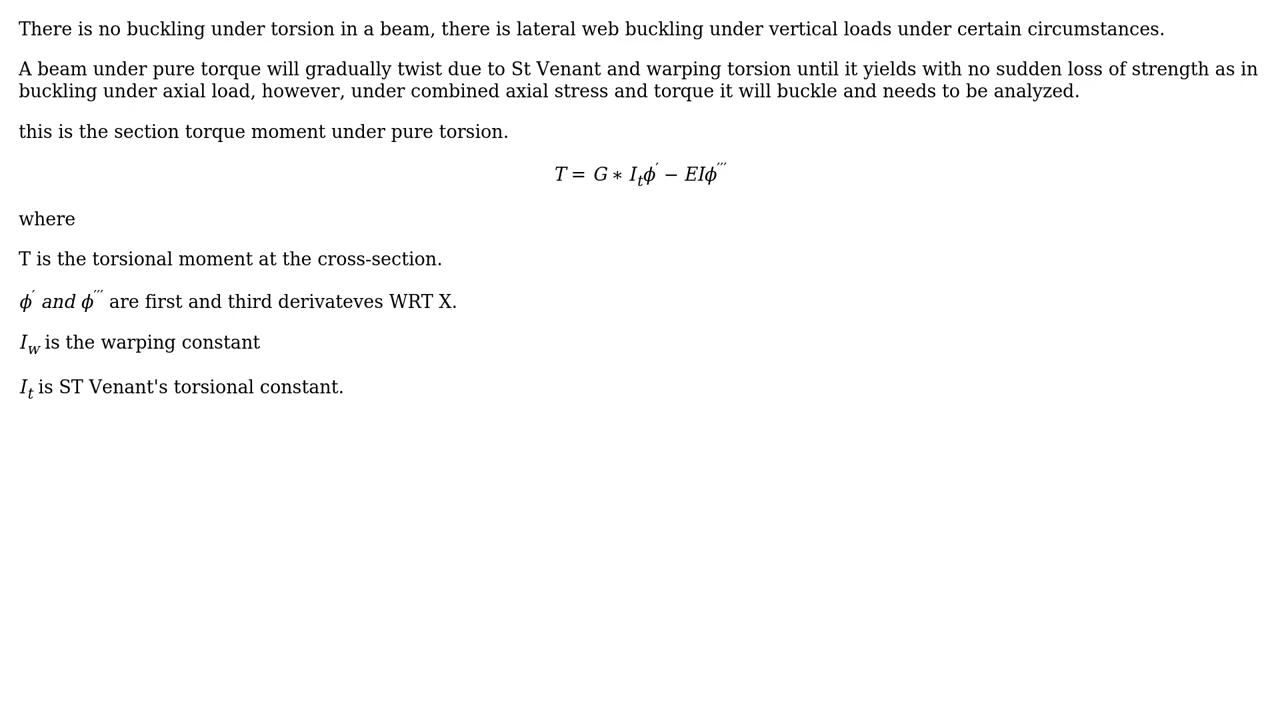 There is no buckling under torsion in a beam, there is lateral web buckling under vertical loads under certain circumstances.
A beam under pure torque will gradually twist due to St Venant and warping torsion until it yields with no sudden loss of strength as in
buckling under axial load, however, under combined axial stress and torque it will buckle and needs to be analyzed.
this is the section torque moment under pure torsion.
T = G ∗ I_tϕ′ − EIϕ′′′
where
T is the torsional moment at the cross-section.
ϕ′ and ϕ′′′ are first and third derivateves WRT X.
I_w is the warping constant
I_t is ST Venant's torsional constant.